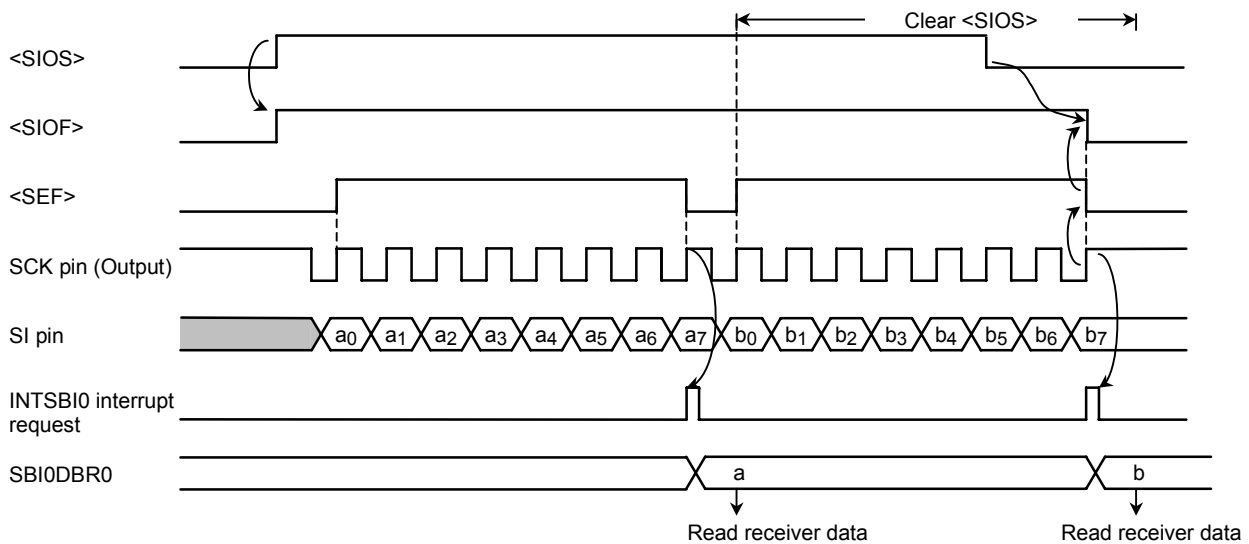 Clear <SIOS>
<SIOS>
<SIOF>
<SEF>
SCK pin (Output)
SI pin a0 a1 a2 a3 a4 a5 a6 a7 b0 b1 b2 b3 b4 b5 b6 b7
INTSBI0 interrupt
request
SBI0DBR0 a b
Read receiver data Read receiver data